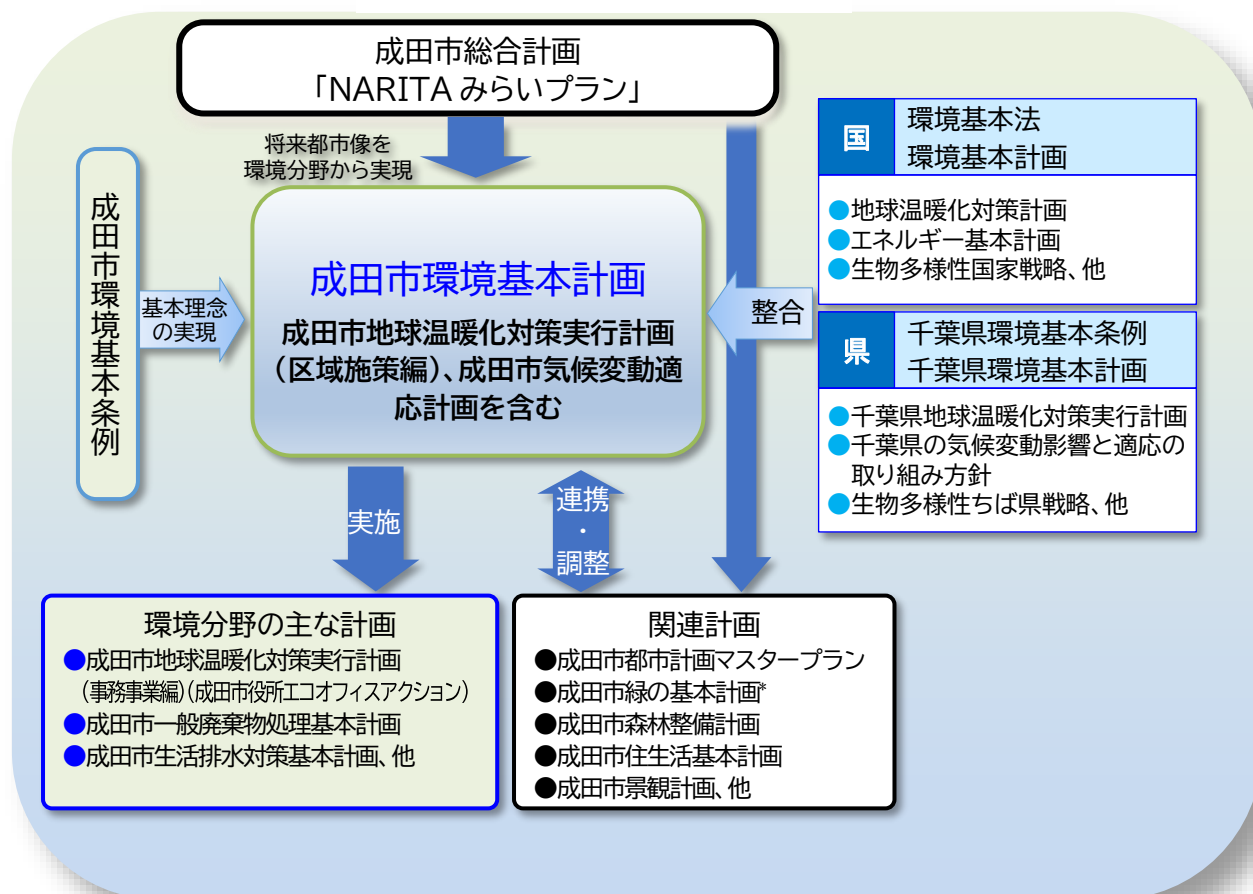 成田市総合計画
「NARITAみらいプラン」
将来都市像を
環境分野から実現
成田市環境基本条例
基本理念
の実現
成田市環境基本計画
成田市地球温暖化対策実行計画
（区域施策編）、成田市気候変動適
応計画を含む
整合
国
環境基本法
環境基本計画
●地球温暖化対策計画
●エネルギー基本計画
●生物多様性国家戦略、他
県
千葉県環境基本条例
千葉県環境基本計画
●千葉県地球温暖化対策実行計画
●千葉県の気候変動影響と適応の
取り組み方針
●生物多様性ちば県戦略、他
実施
連携
・
調整
環境分野の主な計画
●成田市地球温暖化対策実行計画
（事務事業編）（成田市役所エコオフィスアクション）
●成田市一般廃棄物処理基本計画
●成田市生活排水対策基本計画、他
関連計画
●成田市都市計画マスタープラン
●成田市緑の基本計画*
●成田市森林整備計画
●成田市住生活基本計画
●成田市景観計画、他